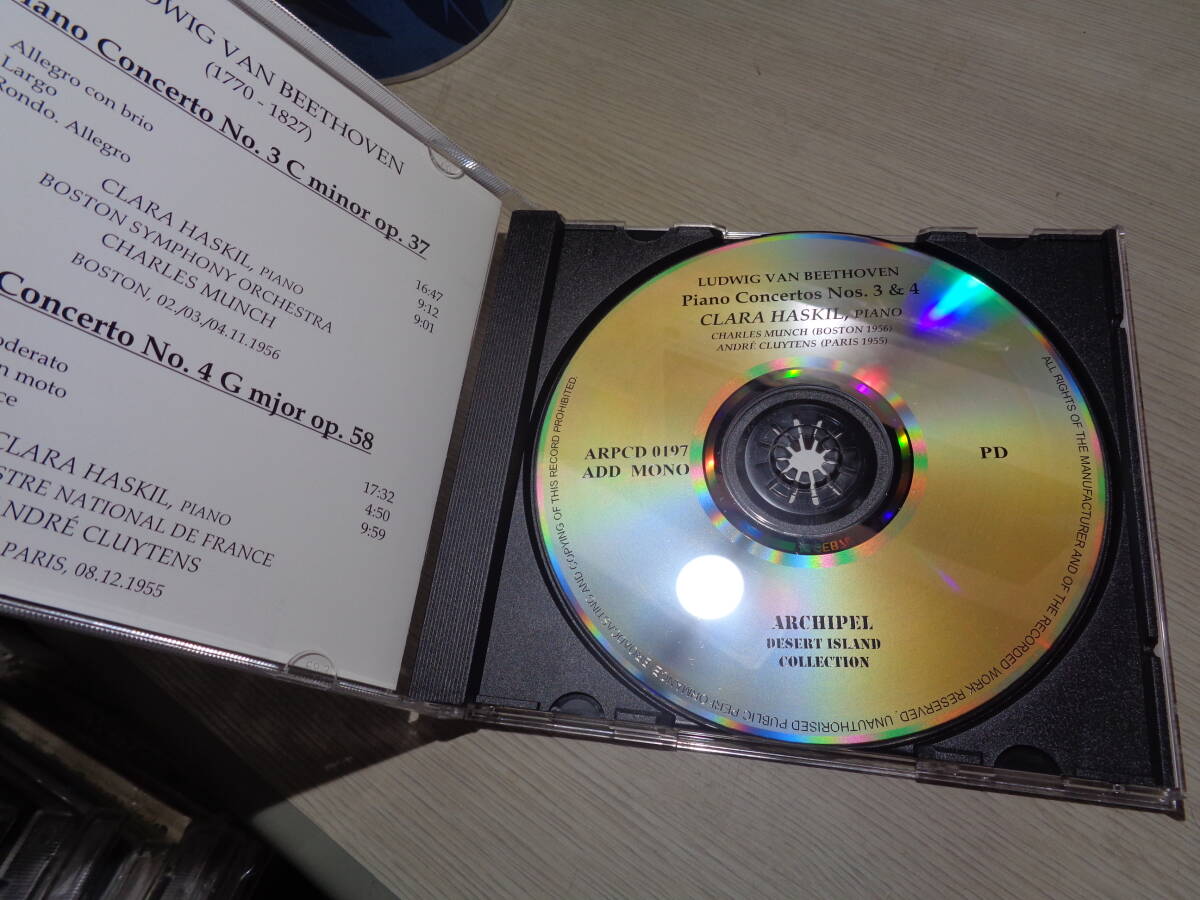 WIG VAN BEETHOVEN
(1770 - 1827)
Piano Concerto No. 3 C minor op. 37
Allegro con brio 16:47
Largo 9:12
Rondo. Allegro 9:01
CLARA HASKIL, PIANO
BOSTON SYMPHONY ORCHESTRA
CHARLES MUNCH
BOSTON, 02./03./04.11.1956
Concerto No. 4 G mjor op. 58
oderato 17:32
n moto 4:50
ce 9:59
CLARA HASKIL, PIANO
STRE NATIONAL DE FRANCE
ANDRÉ CLUYTENS
PARIS, 08.12.1955
LUDWIG VAN BEETHOVEN
Piano Concertos Nos. 3 & 4
CLARA HASKIL, PIANO
CHARLES MUNCH (BOSTON 1956)
ANDRÉ CLUYTENS (PARIS 1955)
ARPCD 0197
ADD MONO
PD
ARCHIPEL
DESERT ISLAND
COLLECTION
ALL RIGHTS OF THE MANUFACTURER AND OF THE RECORDED WORK RESERVED. UNAUTHORISED PUBLIC PERFORMANCE BROADCASTING AND COPYING OF THIS RECORD PROHIBITED.